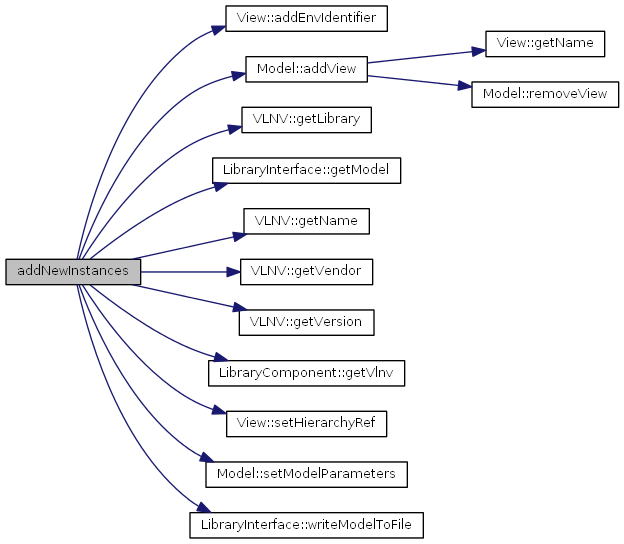 View::addEnvIdentifier
Model::addView
View::getName
Model::removeView
VLNV::getLibrary
LibraryInterface::getModel
VLNV::getName
addNewInstances
VLNV::getVendor
VLNV::getVersion
LibraryComponent::getVlnv
View::setHierarchyRef
Model::setModelParameters
LibraryInterface::writeModelToFile